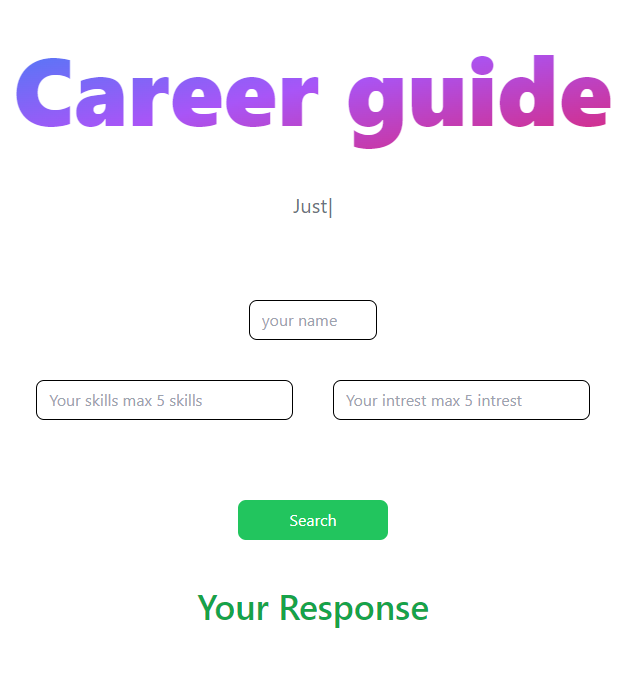 Career guide
Just|
your name
Your skills max 5 skills
Your intrest max 5 intrest
Search
Your Response